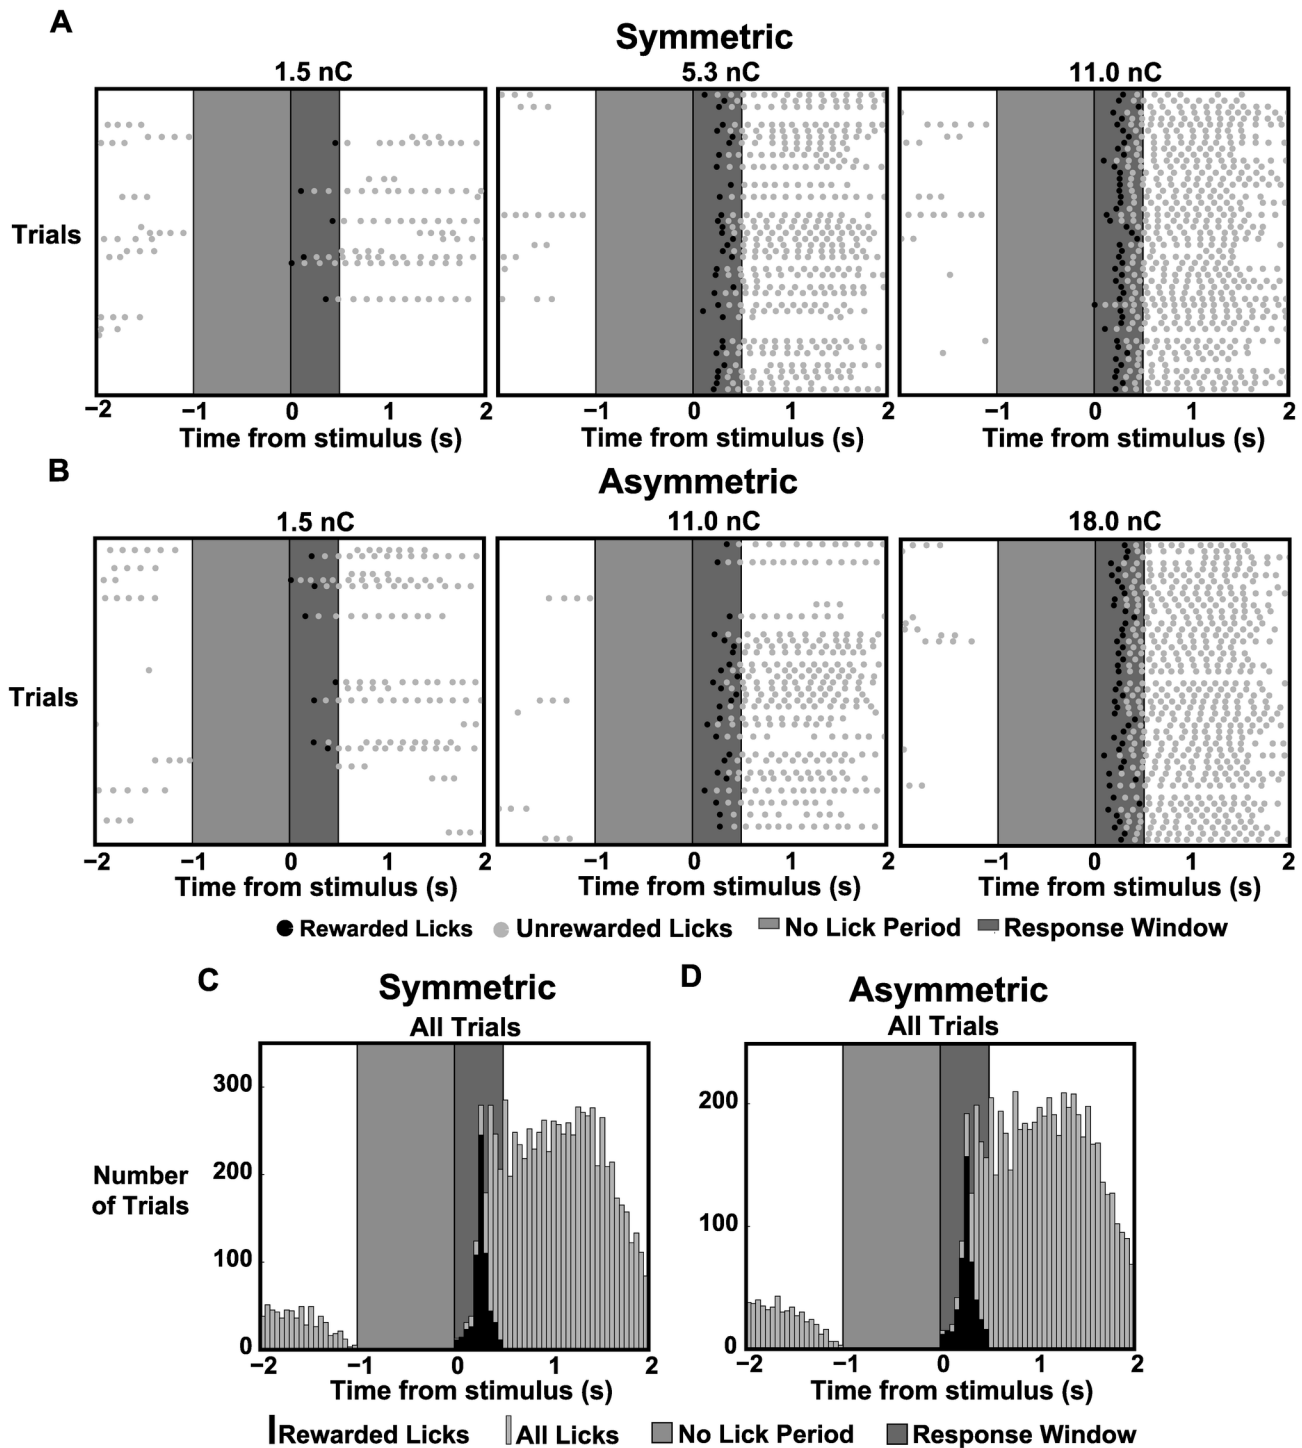 A
Symmetric
1.5 nC 5.3 nC 11.0 nC
Trials
−2 −1 0 1 2 −1 0 1 2 −1 0 1 2
Time from stimulus (s) Time from stimulus (s) Time from stimulus (s)
B
Asymmetric
1.5 nC 11.0 nC 18.0 nC
Trials
−2 −1 0 1 2 −1 0 1 2 −1 0 1 2
Time from stimulus (s) Time from stimulus (s) Time from stimulus (s)
Rewarded Licks Unrewarded Licks No Lick Period Response Window
C
Symmetric
All Trials
Number
of Trials
300
200
100
0
−2 −1 0 1 2
Time from stimulus (s)
D
Asymmetric
All Trials
200
100
0
−2 −1 0 1 2
Time from stimulus (s)
Rewarded Licks All Licks No Lick Period Response Window